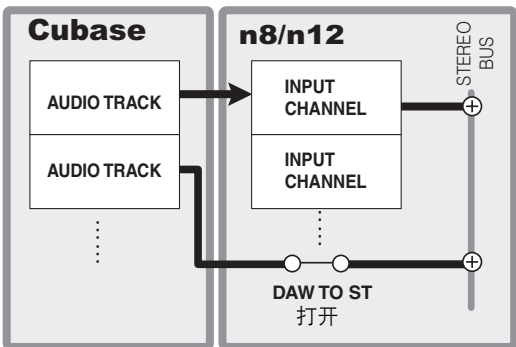 Cubase
AUDIO TRACK
AUDIO TRACK
n8/n12
INPUT
CHANNEL
INPUT
CHANNEL
STEREO
BUS
DAW TO ST
打开